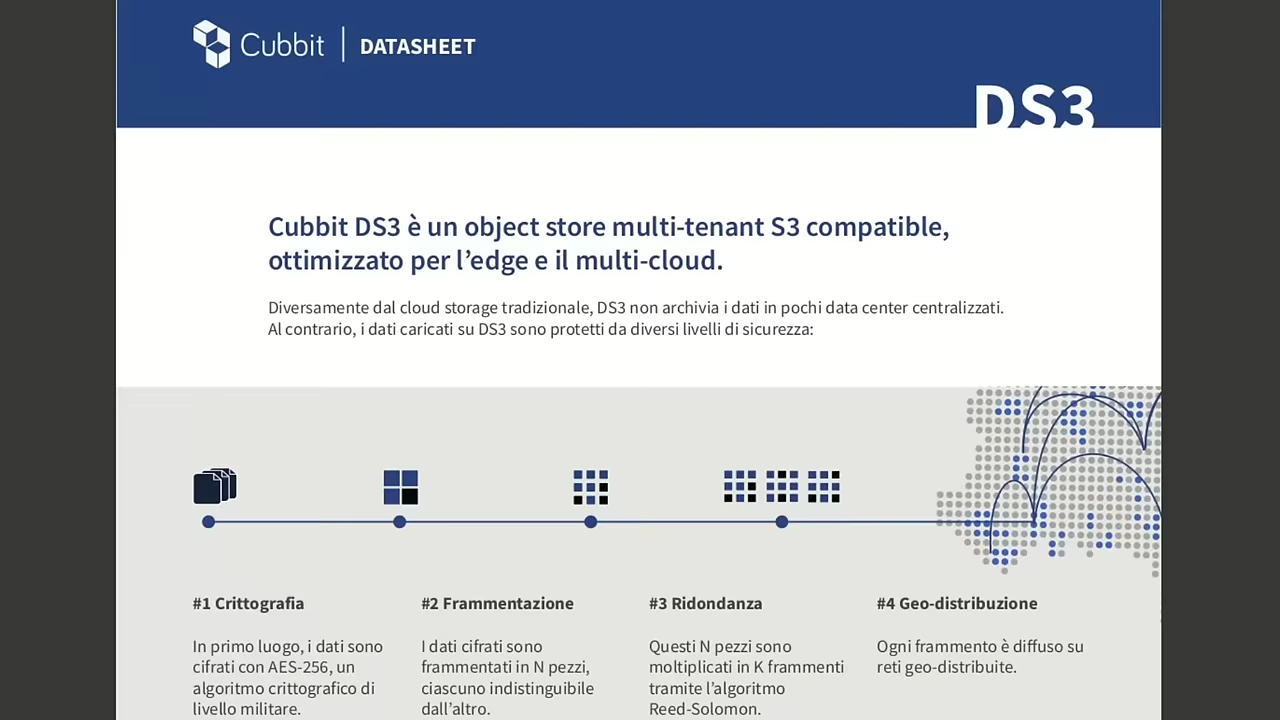 Cubbit | DATASHEET
DS3
Cubbit DS3 è un object store multi-tenant S3 compatible,
ottimizzato per l’edge e il multi-cloud.
Diversamente dal cloud storage tradizionale, DS3 non archivia i dati in pochi data center centralizzati.
Al contrario, i dati caricati su DS3 sono protetti da diversi livelli di sicurezza:
#1 Crittografia
In primo luogo, i dati sono
cifrati con AES-256, un
algoritmo crittografico di
livello militare.
#2 Frammentazione
I dati cifrati sono
frammentati in N pezzi,
ciascuno indistinguibile
dall’altro.
#3 Ridondanza
Questi N pezzi sono
moltiplicati in K frammenti
tramite l’algoritmo
Reed-Solomon.
#4 Geo-distribuzione
Ogni frammento è diffuso su
reti geo-distribuite.